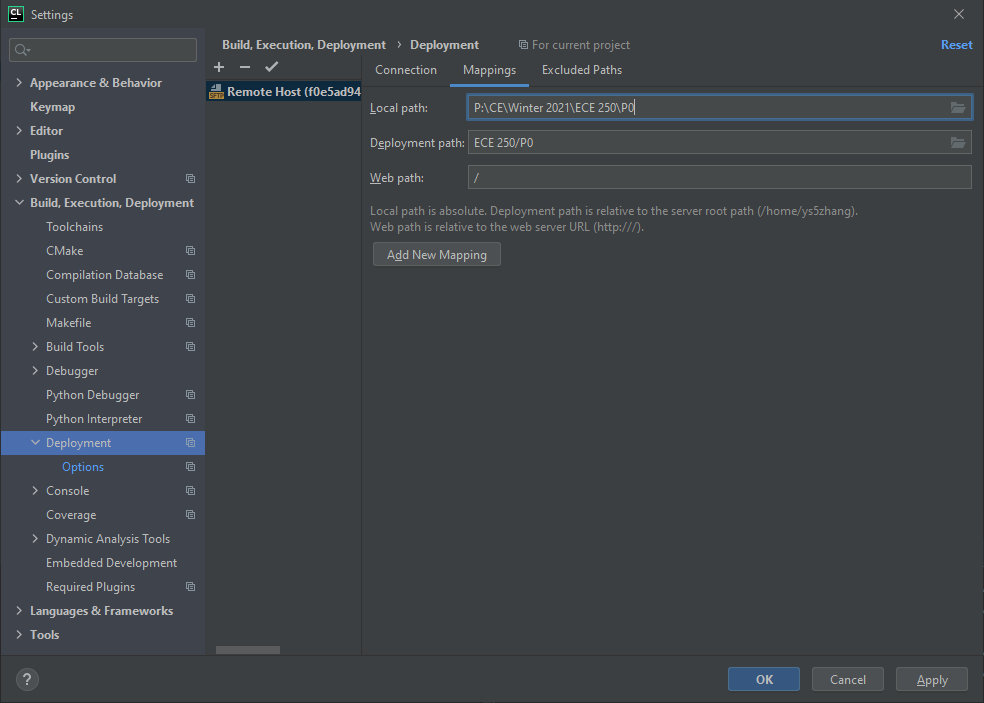 CL
Settings
Build, Execution, Deployment › Deployment
For current project
Reset
Appearance & Behavior
Keymap
Editor
Plugins
Version Control
Build, Execution, Deployment
Toolchains
CMake
Compilation Database
Custom Build Targets
Makefile
Build Tools
Debugger
Python Debugger
Python Interpreter
Deployment
Options
Console
Coverage
Dynamic Analysis Tools
Embedded Development
Required Plugins
Languages & Frameworks
Tools
SFTP
Remote Host (f0e5ad94
Connection
Mappings
Excluded Paths
Local path:
P:\CE\Winter 2021\ECE 250\P0
Deployment path:
ECE 250/P0
Web path:
/
Local path is absolute. Deployment path is relative to the server root path (/home/ys5zhang).
Web path is relative to the web server URL (http:///).
Add New Mapping
?
OK
Cancel
Apply